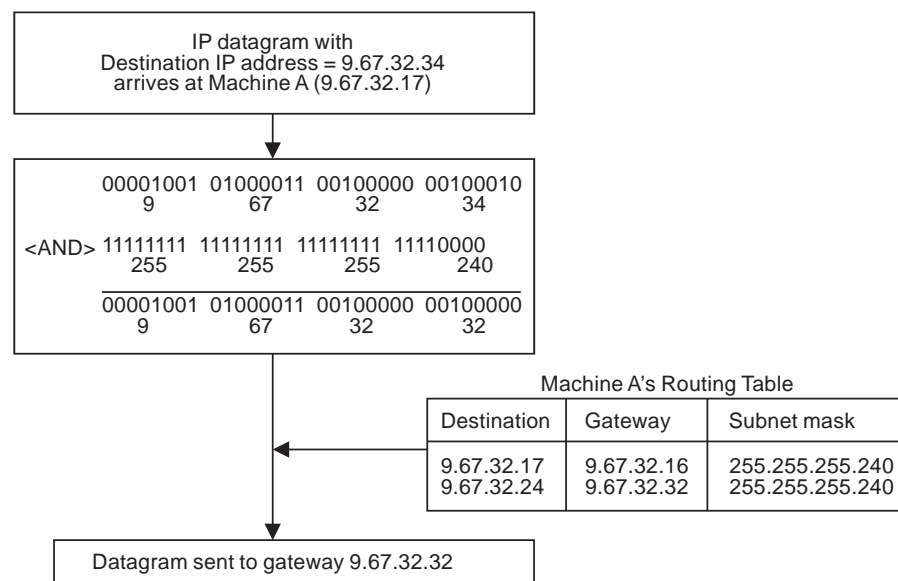 IP datagram with
Destination IP address = 9.67.32.34
arrives at Machine A (9.67.32.17)
00001001 01000011 00100000 00100010
9 67 32 34
<AND> 11111111 11111111 11111111 11110000
255 255 255 240
00001001 01000011 00100000 00100000
9 67 32 32
Machine A's Routing Table
Destination Gateway Subnet mask
9.67.32.17 9.67.32.16 255.255.255.240
9.67.32.24 9.67.32.32 255.255.255.240
Datagram sent to gateway 9.67.32.32